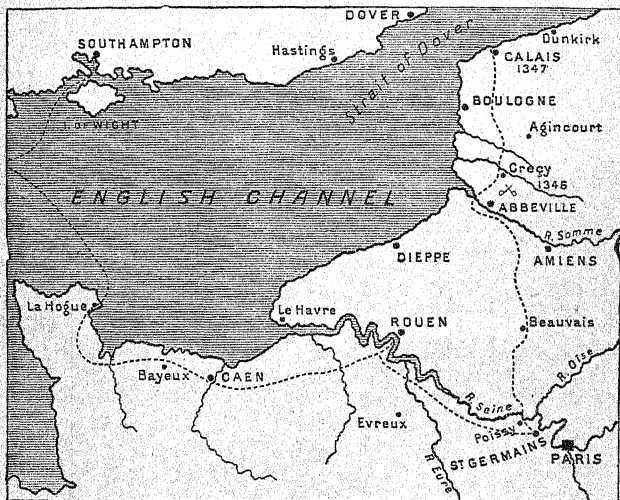 DOVER
Dunkirk
SOUTHAMPTON
Hastings
Strait of Dover
CALAIS
1347
I. OF WIGHT
BOULOGNE
Agincourt
Creçy
1346
ENGLISH CHANNEL
ABBEVILLE
R. Somme
DIEPPE
AMIENS
La Hogue
Le Havre
ROUEN
Beauvais
Bayeux
CAEN
R. Oise
R. Seine
Evreux
Poissy
ST GERMAINS
PARIS
R. Eure